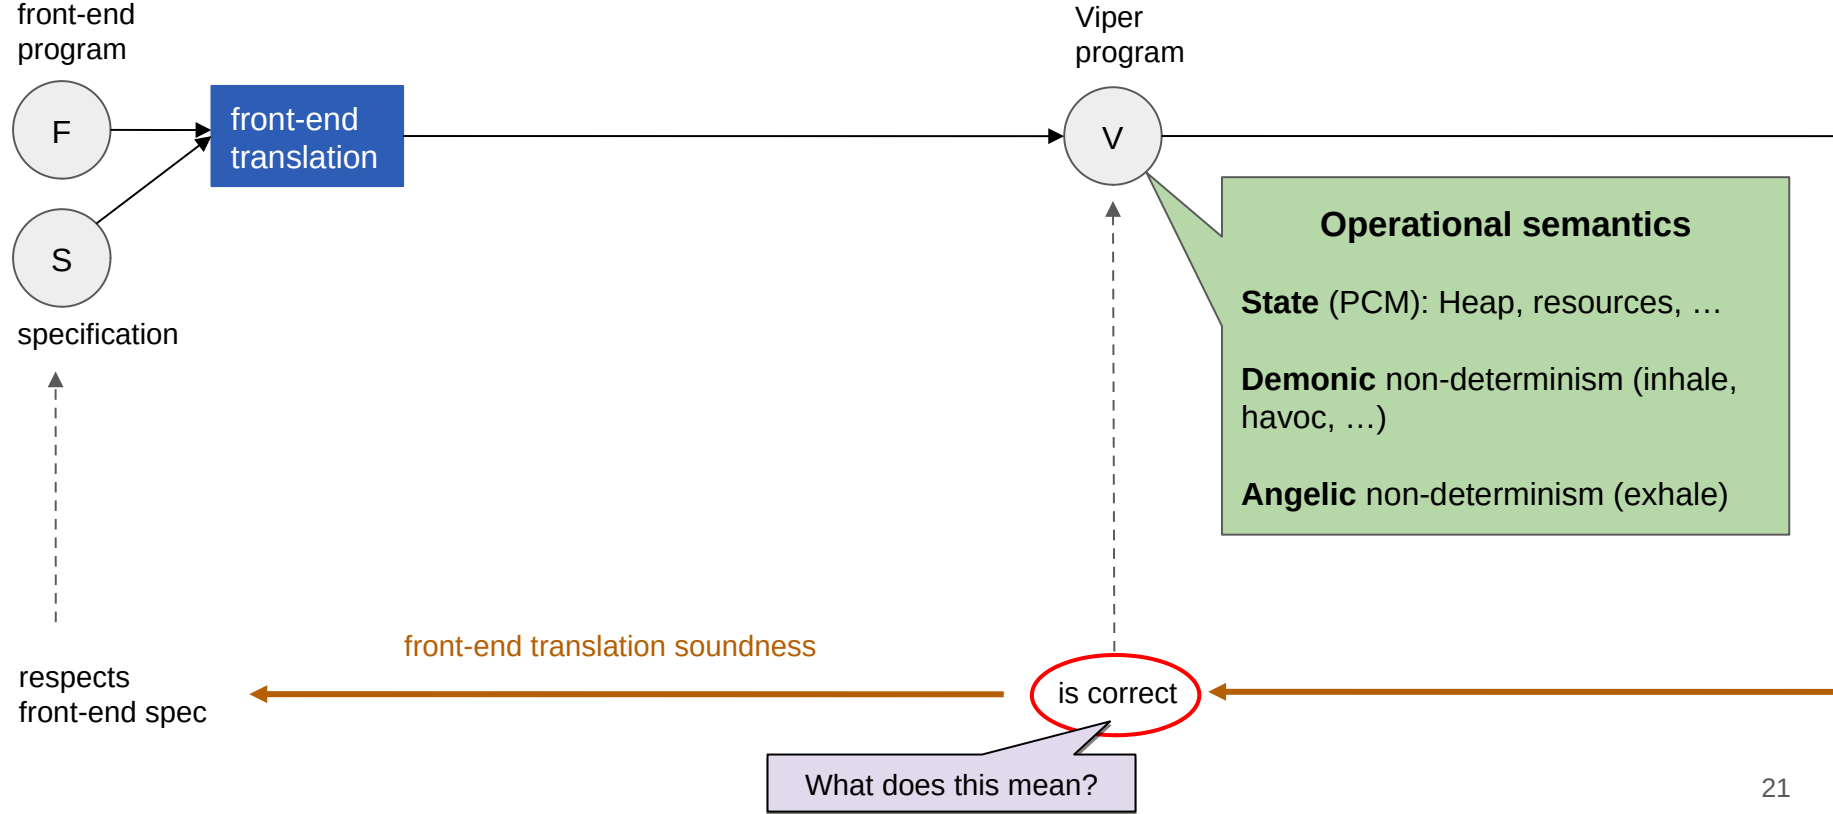 front-end
program
Viper
program
F
front-end
translation
V
S
specification
Operational semantics
State (PCM): Heap, resources, …
Demonic non-determinism (inhale,
havoc, …)
Angelic non-determinism (exhale)
front-end translation soundness
respects
front-end spec
is correct
What does this mean?
21